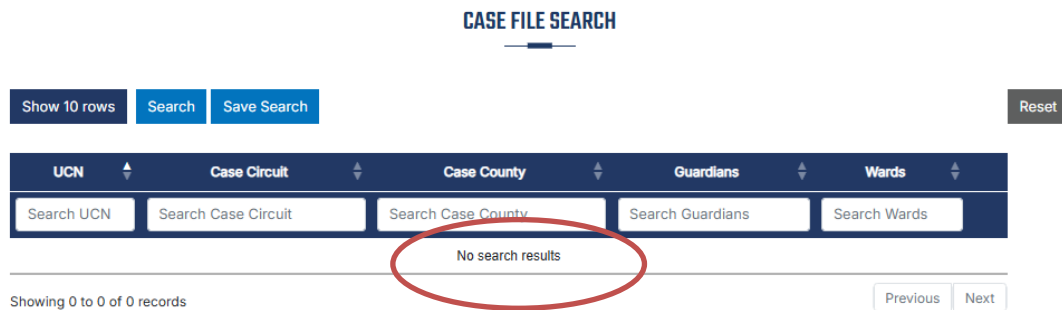 CASE FILE SEARCH
Show 10 rows Search Save Search Reset
UCN Case Circuit Case County Guardians Wards
Search UCN Search Case Circuit Search Case County Search Guardians Search Wards
No search results
Showing 0 to 0 of 0 records Previous Next